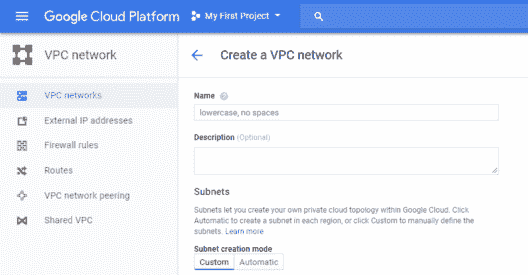 Google Cloud Platform
My First Project
VPC network
Create a VPC network
VPC networks
External IP addresses
Firewall rules
Routes
VPC network peering
Shared VPC
Name
lowercase, no spaces
Description (Optional)
Subnets
Subnets let you create your own private cloud topology within Google Cloud. Click
Automatic to create a subnet in each region, or click Custom to manually define the
subnets. Learn more
Subnet creation mode
Custom Automatic